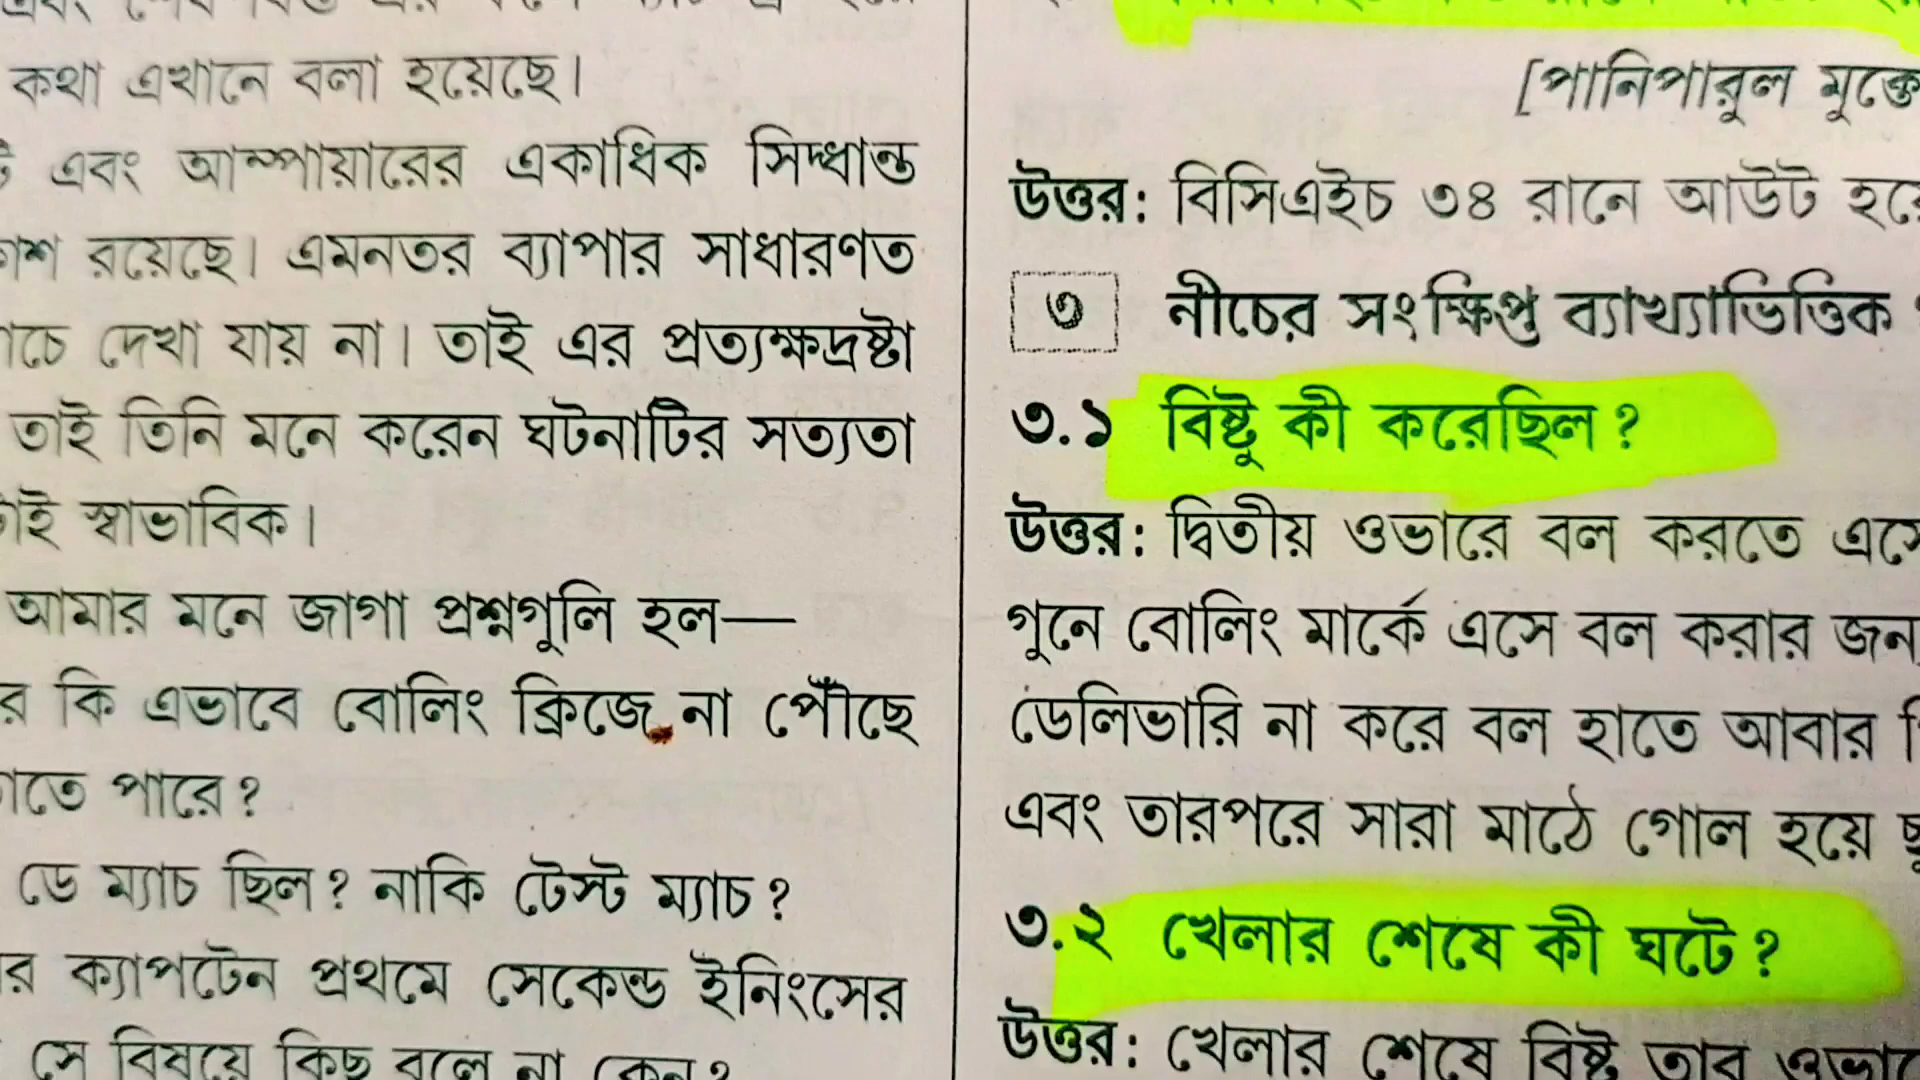 কথা এখানে বলা হয়েছে।
এবং আম্পায়ারের একাধিক সিদ্ধান্ত
রয়েছে। এমনতর ব্যাপার সাধারণত
দেখা যায় না। তাই এর প্রত্যক্ষদ্রষ্টা
তাই তিনি মনে করেন ঘটনাটির সত্যতা
স্বাভাবিক।
আমার মনে জাগা প্রশ্নগুলি হল—
কি এভাবে বোলিং ক্রিজে না পৌঁছে
পারে?
ডে ম্যাচ ছিল? নাকি টেস্ট ম্যাচ?
ক্যাপটেন প্রথমে সেকেন্ড ইনিংসের
সে বিষয়ে কিছু বলে না কেন?
[পানিপারুল
উত্তর: বিসিএইচ ৩৪ রানে আউট
৩ নীচের সংক্ষিপ্ত ব্যাখ্যাভিত্তিক
৩.১ বিষ্টু কী করেছিল?
উত্তর: দ্বিতীয় ওভারে বল করতে
গুনে বোলিং মার্কে এসে বল করার
ডেলিভারি না করে বল হাতে আবার
এবং তারপরে সারা মাঠে গোল হয়ে
৩.২ খেলার শেষে কী ঘটে?
উত্তর: খেলার শেষে বিষ্টু তার